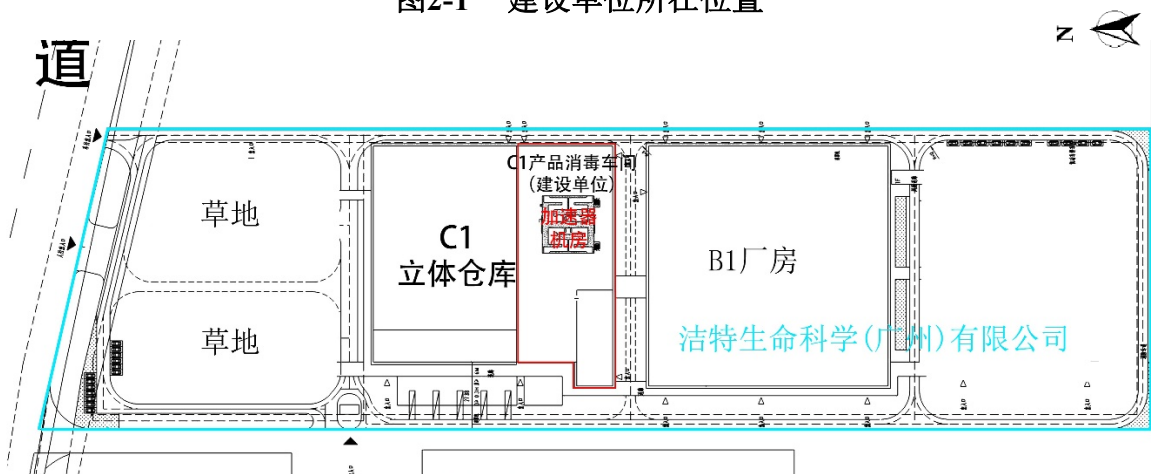 图2-1 建设单位所在位置
N
道
C1产品消毒车间
(建设单位)
加速器
机房
草地
C1
立体仓库
B1厂房
草地
洁特生命科学(广州)有限公司